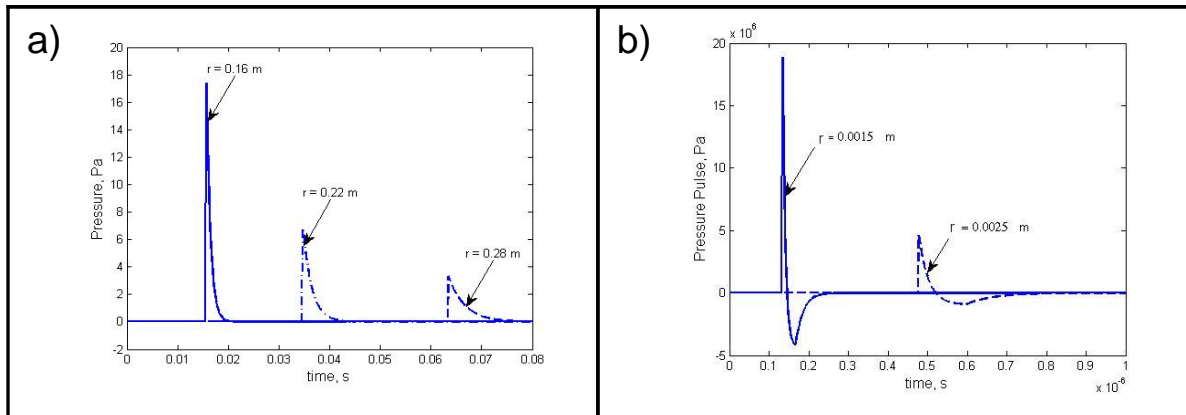 a)
20
18
16
14
12
10
8
6
4
2
0
-2
Pressure, Pa
r = 0.16 m
r = 0.22 m
r = 0.28 m
0 0.01 0.02 0.03 0.04 0.05 0.06 0.07 0.08
time, s
b)
x 10⁶
20
15
10
5
0
-5
Pressure Pulse, Pa
r = 0.0015 m
r = 0.0025 m
0 0.1 0.2 0.3 0.4 0.5 0.6 0.7 0.8 0.9 1
time, s
x 10⁻⁶